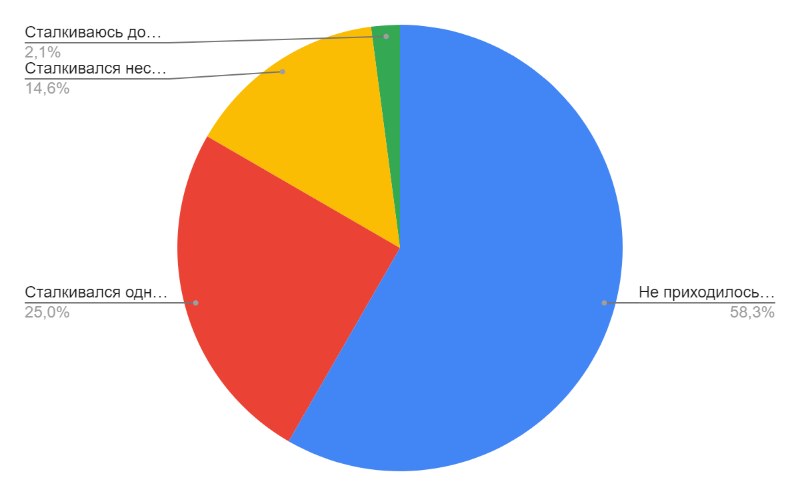 Сталкиваюсь до…
2,1%
Сталкивался нес…
14,6%
Сталкивался одн…
25,0%
Не приходилось…
58,3%